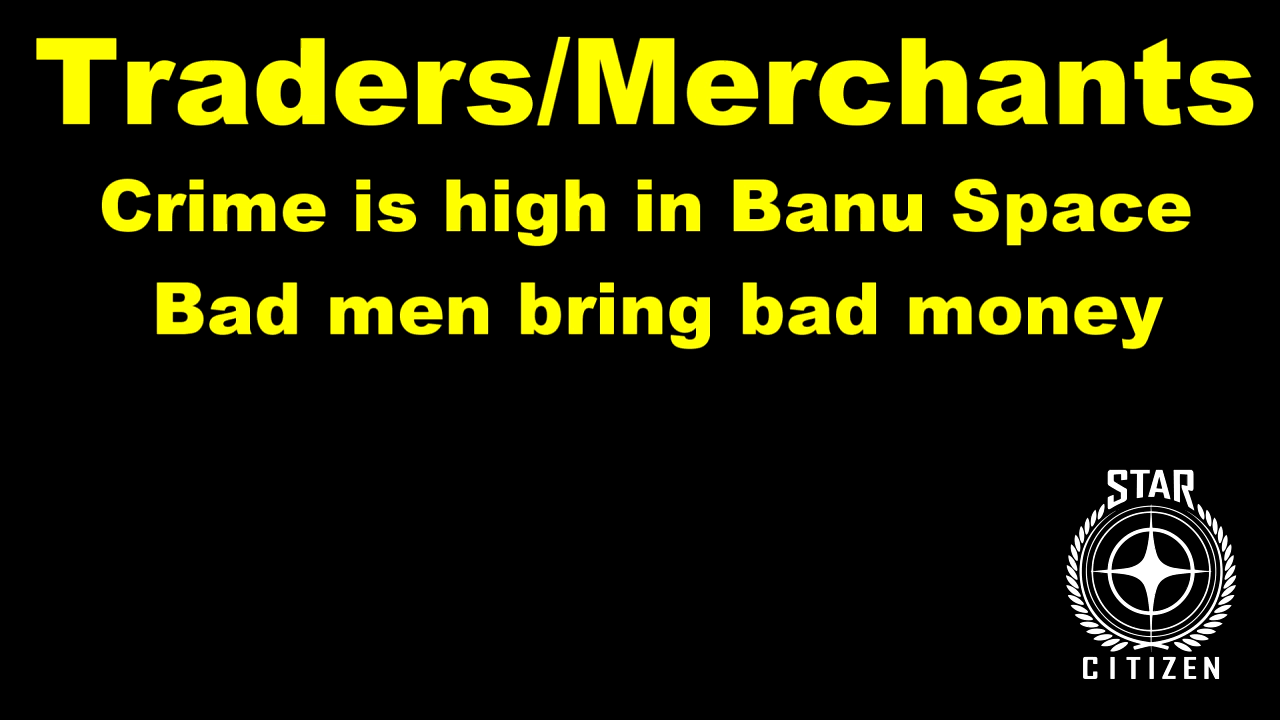 Traders/Merchants
Crime is high in Banu Space
Bad men bring bad money
STAR
CITIZEN